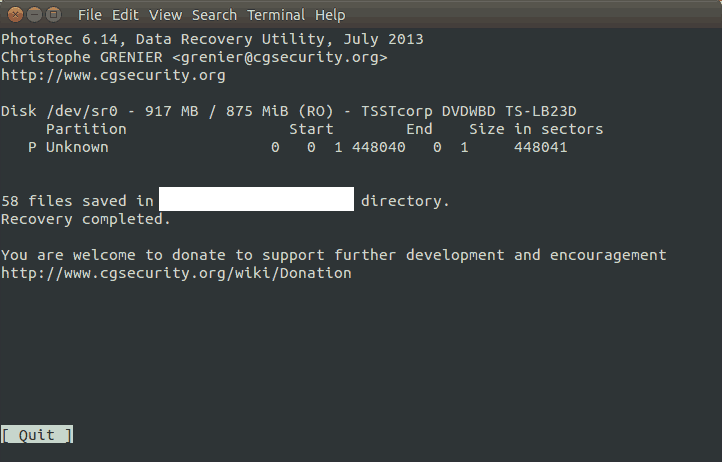 File Edit View Search Terminal Help
PhotoRec 6.14, Data Recovery Utility, July 2013
Christophe GRENIER <grenier@cgsecurity.org>
http://www.cgsecurity.org
Disk /dev/sr0 - 917 MB / 875 MiB (RO) - TSSTcorp DVDWBD TS-LB23D
Partition Start End Size in sectors
P Unknown 0 0 1 448040 0 1 448041
58 files saved in directory.
Recovery completed.
You are welcome to donate to support further development and encouragement
http://www.cgsecurity.org/wiki/Donation
[ Quit ]